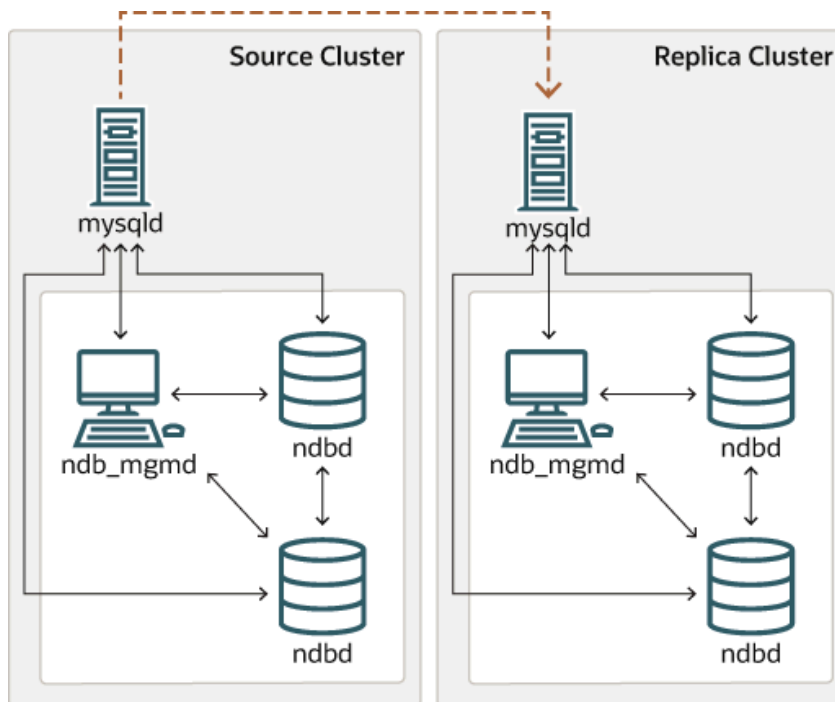 Source Cluster
mysqld
ndb_mgmd
ndbd
ndbd
Replica Cluster
mysqld
ndb_mgmd
ndbd
ndbd